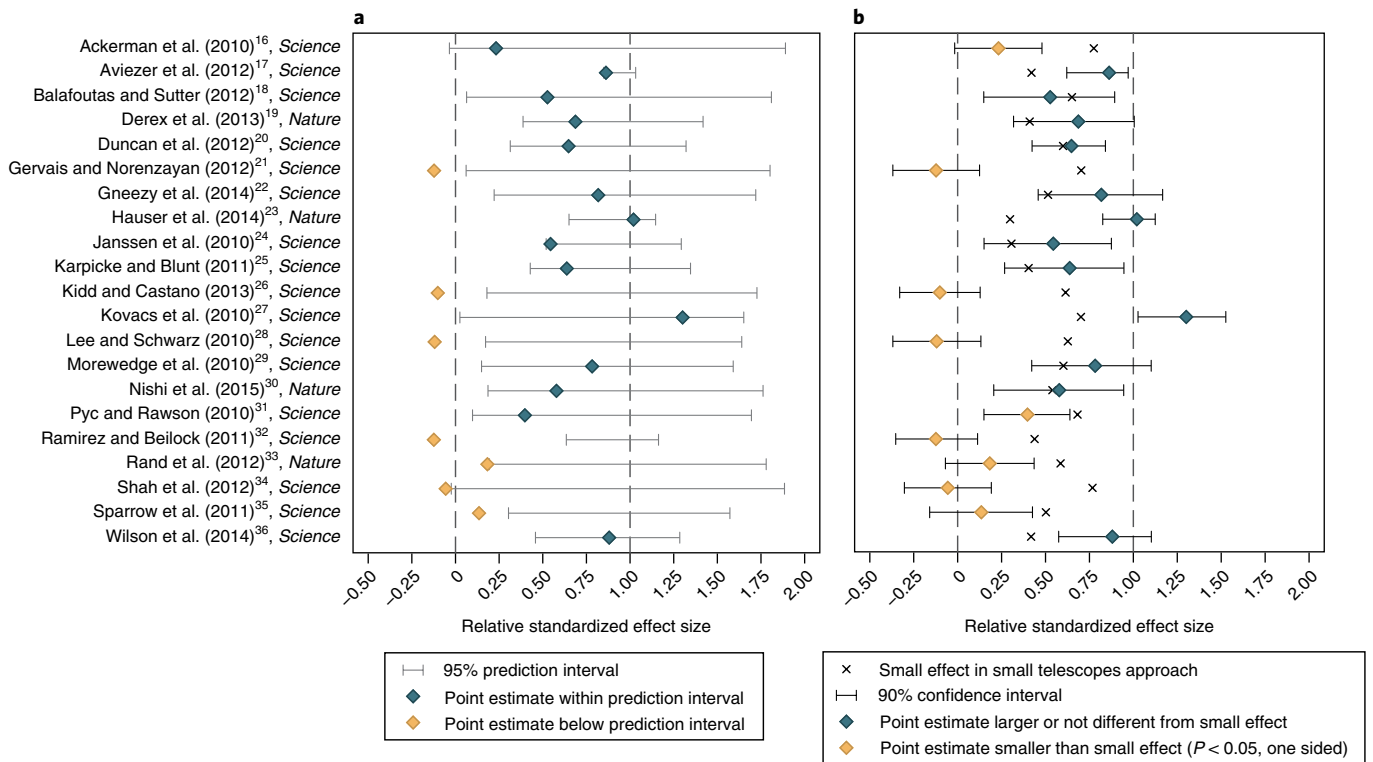 a
b
Ackerman et al. (2010)16, Science
Aviezer et al. (2012)17, Science
Balafoutas and Sutter (2012)18, Science
Derex et al. (2013)19, Nature
Duncan et al. (2012)20, Science
Gervais and Norenzayan (2012)21, Science
Gneezy et al. (2014)22, Science
Hauser et al. (2014)23, Nature
Janssen et al. (2010)24, Science
Karpicke and Blunt (2011)25, Science
Kidd and Castano (2013)26, Science
Kovacs et al. (2010)27, Science
Lee and Schwarz (2010)28, Science
Morewedge et al. (2010)29, Science
Nishi et al. (2015)30, Nature
Pyc and Rawson (2010)31, Science
Ramirez and Beilock (2011)32, Science
Rand et al. (2012)33, Nature
Shah et al. (2012)34, Science
Sparrow et al. (2011)35, Science
Wilson et al. (2014)36, Science
−0.50 −0.25 0 0.25 0.50 0.75 1.00 1.25 1.50 1.75 2.00
Relative standardized effect size
95% prediction interval
Point estimate within prediction interval
Point estimate below prediction interval
−0.50 −0.25 0 0.25 0.50 0.75 1.00 1.25 1.50 1.75 2.00
Relative standardized effect size
Small effect in small telescopes approach
90% confidence interval
Point estimate larger or not different from small effect
Point estimate smaller than small effect (P < 0.05, one sided)